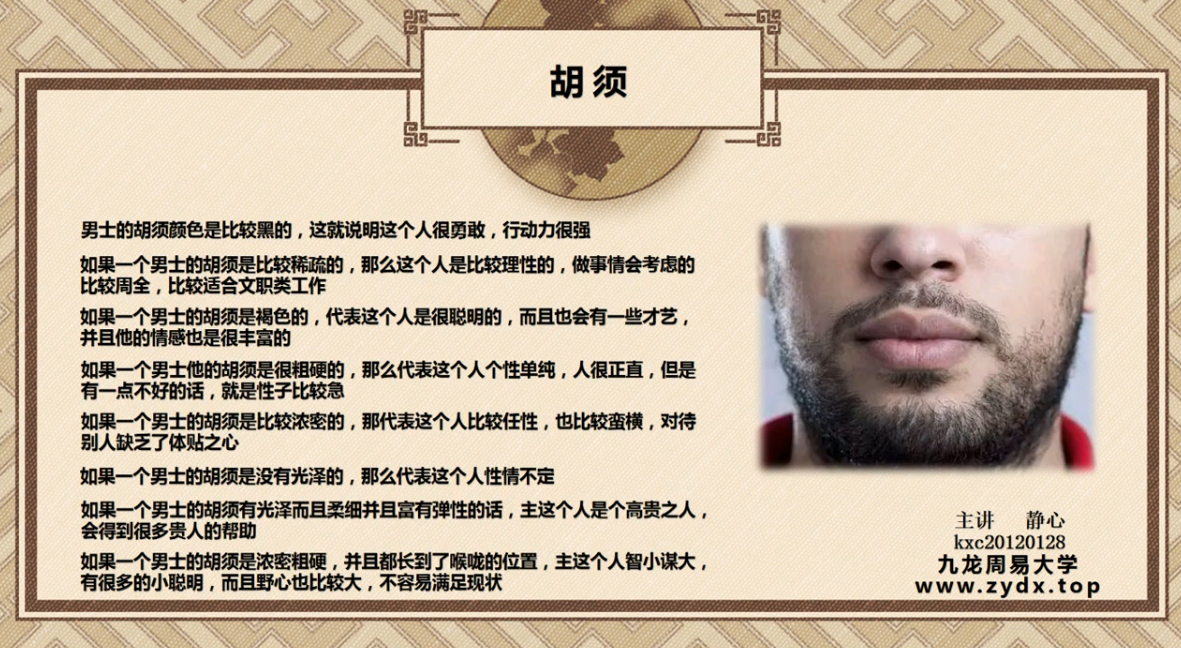 胡须
男士的胡须颜色是比较黑的，这就说明这个人很勇敢，行动力很强
如果一个男士的胡须是比较稀疏的，那么这个人是比较理性的，做事情会考虑的
比较周全，比较适合文职类工作
如果一个男士的胡须是褐色的，代表这个人是很聪明的，而且也会有一些才艺，
并且他的情感也是很丰富的
如果一个男士他的胡须是很粗硬的，那么代表这个人个性单纯，人很正直，但是
有一点不好的话，就是性子比较急
如果一个男士的胡须是比较浓密的，那代表这个人比较任性，也比较蛮横，对待
别人缺乏了体贴之心
如果一个男士的胡须是没有光泽的，那么代表这个人性情不定
如果一个男士的胡须有光泽而且柔细并且富有弹性的话，主这个人是个高贵之人，
会得到很多贵人的帮助
如果一个男士的胡须是浓密粗硬，并且都长到了喉咙的位置，主这个人智小谋大，
有很多的小聪明，而且野心也比较大，不容易满足现状
主讲 静心
kxc20120128
九龙周易大学
www.zydx.top